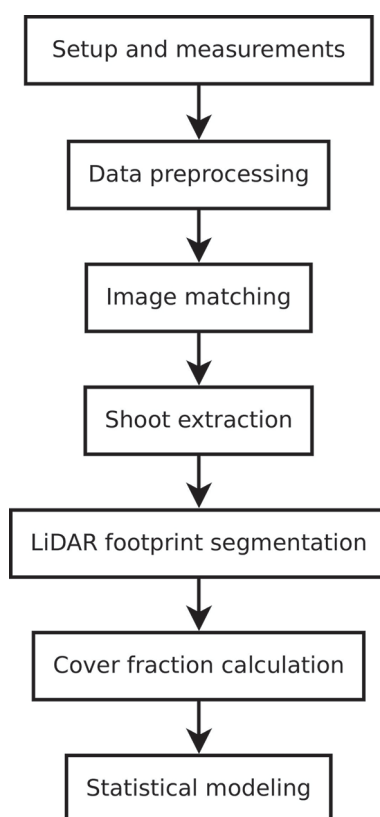 Setup and measurements
Data preprocessing
Image matching
Shoot extraction
LiDAR footprint segmentation
Cover fraction calculation
Statistical modeling